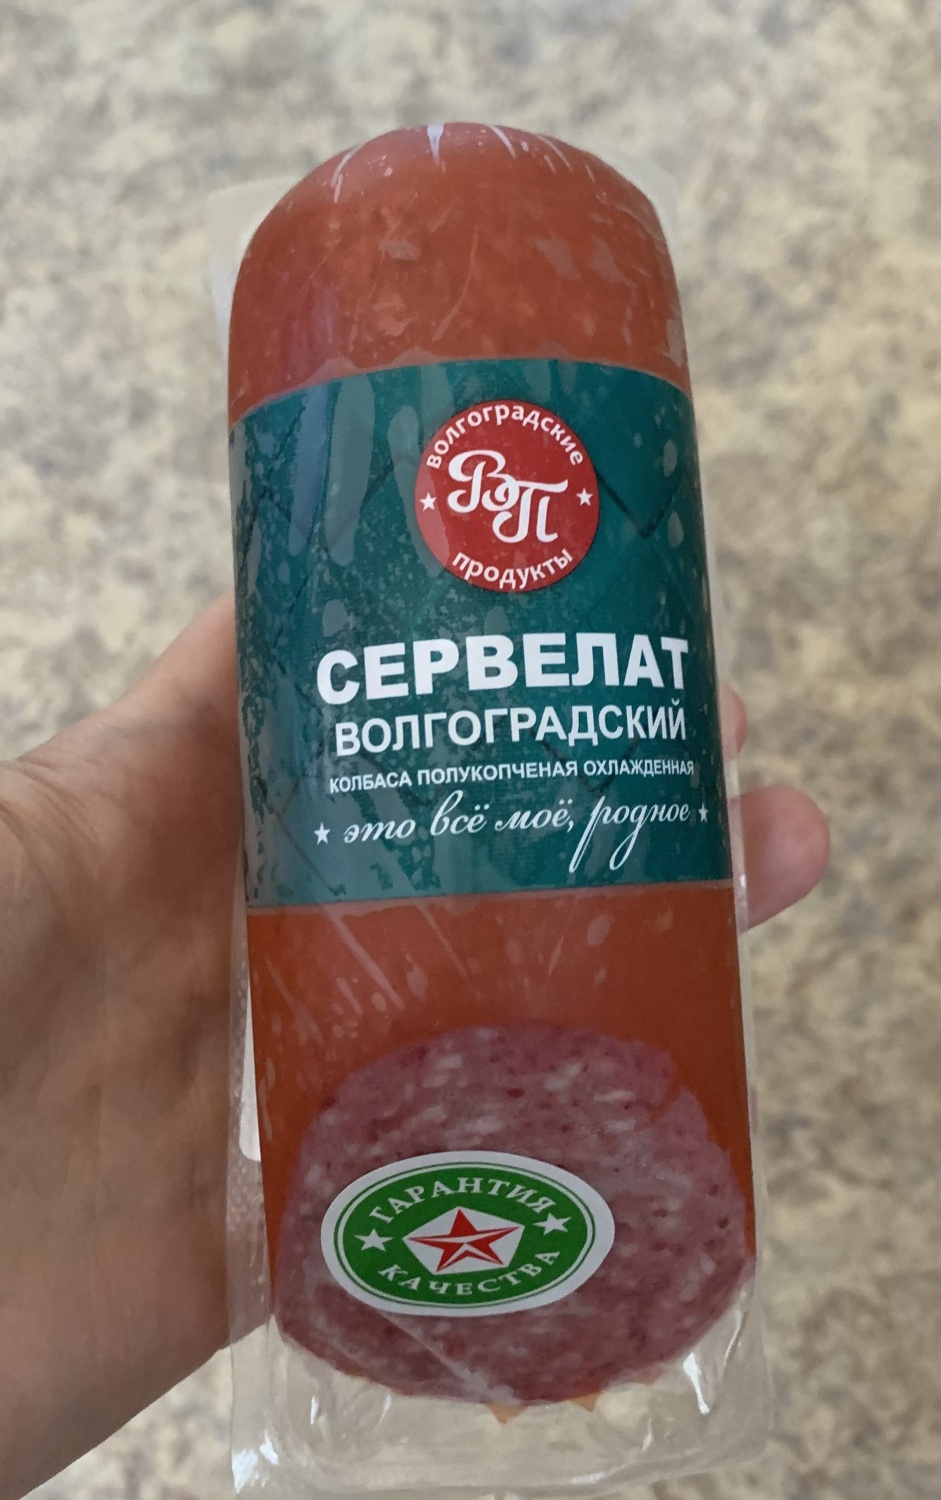 Волгоградские
ВП
продукты
СЕРВЕЛАТ
ВОЛГОГРАДСКИЙ
КОЛБАСА ПОЛУКОПЧЕНАЯ ОХЛАЖДЕННАЯ
это всё моё, родное
ГАРАНТИЯ
КАЧЕСТВА